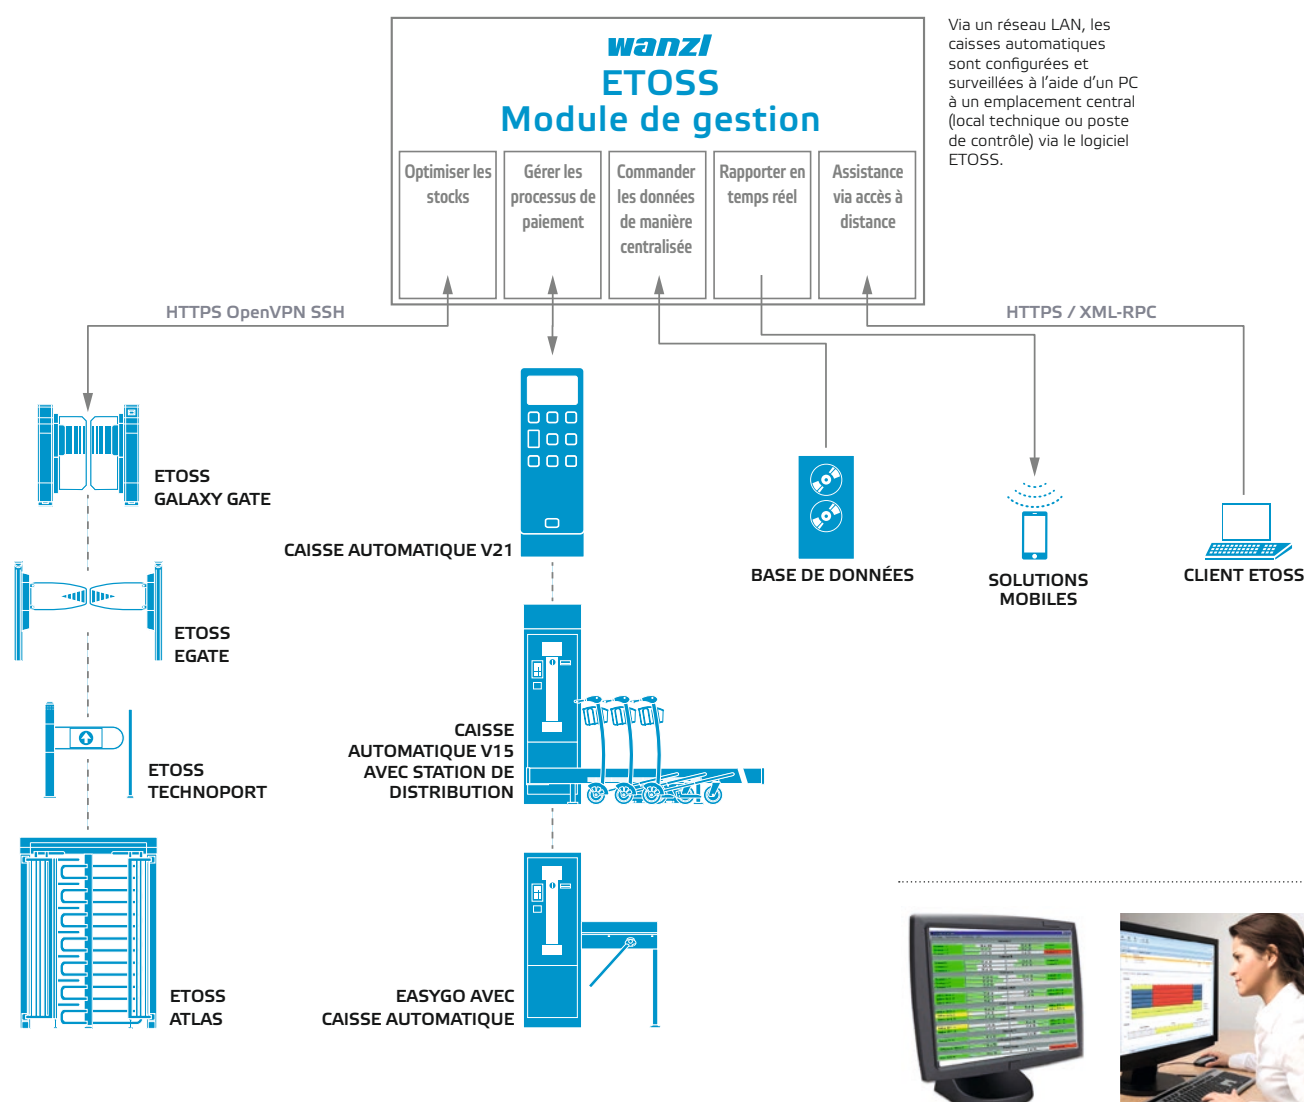 wanzl
ETOSS
Module de gestion
Via un réseau LAN, les
caisses automatiques
sont configurées et
surveillées à l'aide d'un PC
à un emplacement central
(local technique ou poste
de contrôle) via le logiciel
ETOSS.
Optimiser les
stocks
Gérer les
processus de
paiement
Commander
les données
de manière
centralisée
Rapporter en
temps réel
Assistance
via accès à
distance
HTTPS OpenVPN SSH
HTTPS / XML-RPC
ETOSS
GALAXY GATE
ETOSS
EGATE
ETOSS
TECHNOPORT
ETOSS
ATLAS
CAISSE AUTOMATIQUE V21
CAISSE
AUTOMATIQUE V15
AVEC STATION DE
DISTRIBUTION
EASYGO AVEC
CAISSE AUTOMATIQUE
BASE DE DONNÉES
SOLUTIONS
MOBILES
CLIENT ETOSS